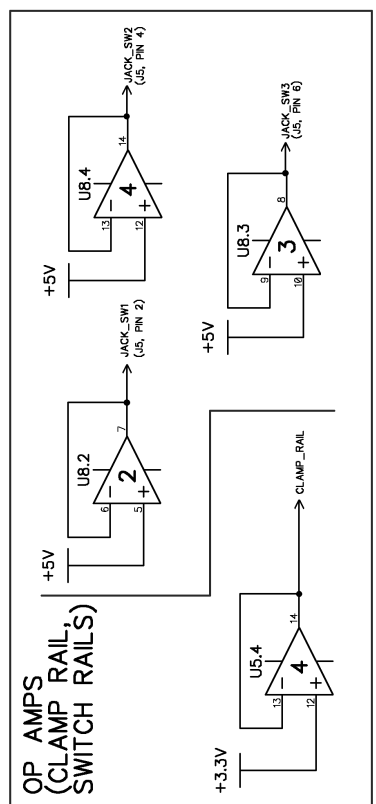 OP AMPS
(CLAMP RAIL,
SWITCH RAILS)
+5V
U8.2
6
5
−
+
2
7
JACK_SW1
(J5, PIN 2)
+5V
U8.4
13
12
−
+
4
14
JACK_SW2
(J5, PIN 4)
+3.3V
U5.4
13
12
−
+
4
14
CLAMP_RAIL
+5V
U8.3
9
10
−
+
3
8
JACK_SW3
(J5, PIN 6)